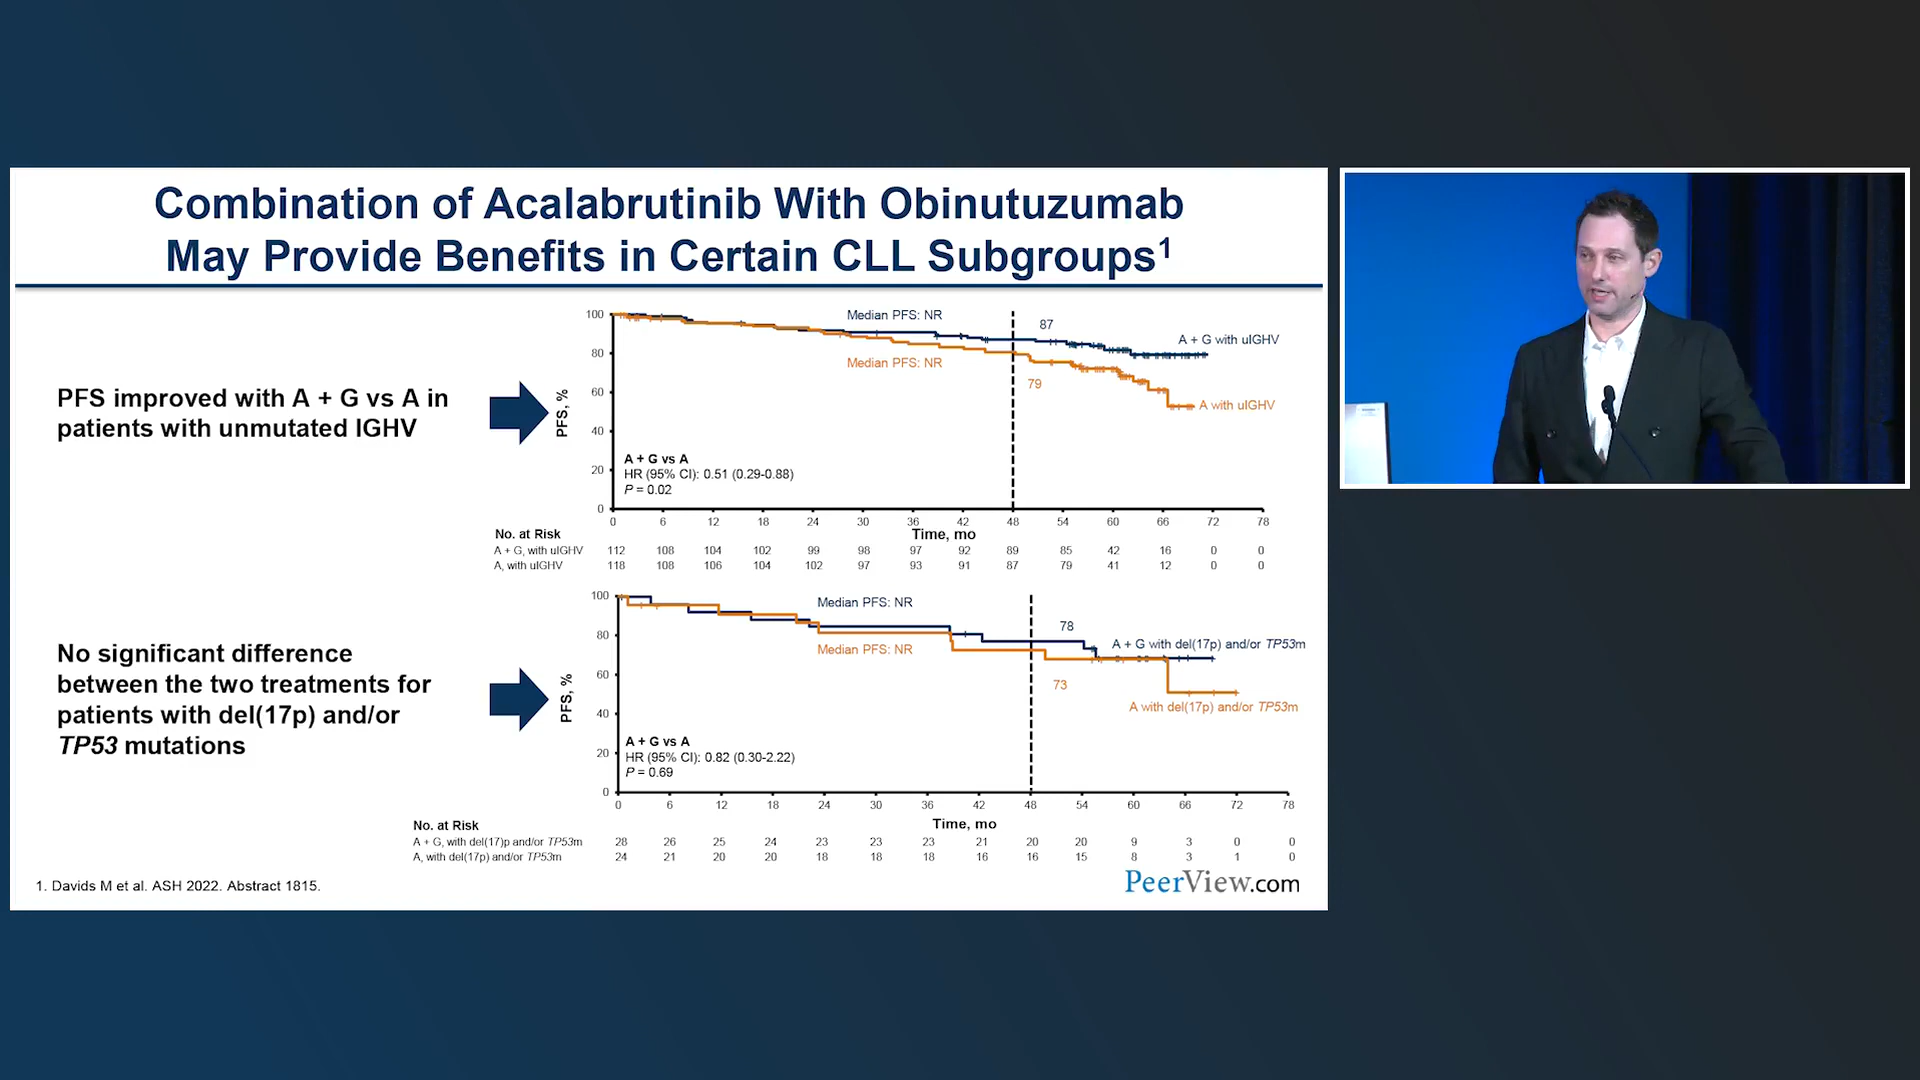 Combination of Acalabrutinib With Obinutuzumab
May Provide Benefits in Certain CLL Subgroups1
PFS improved with A + G vs A in
patients with unmutated IGHV
PFS, %
100
80
60
40
20
0
Median PFS: NR
87
A + G with uIGHV
Median PFS: NR
79
A with uIGHV
A + G vs A
HR (95% CI): 0.51 (0.29-0.88)
P = 0.02
0 6 12 18 24 30 36 42 48 54 60 66 72 78
Time, mo
No. at Risk
A + G, with uIGHV 112 108 104 102 99 98 97 92 89 85 42 16 0 0
A, with uIGHV 118 108 106 104 102 97 93 91 87 79 41 12 0 0
No significant difference
between the two treatments for
patients with del(17p) and/or
TP53 mutations
PFS, %
100
80
60
40
20
0
Median PFS: NR
78
A + G with del(17p) and/or TP53m
Median PFS: NR
73
A with del(17p) and/or TP53m
A + G vs A
HR (95% CI): 0.82 (0.30-2.22)
P = 0.69
0 6 12 18 24 30 36 42 48 54 60 66 72 78
Time, mo
No. at Risk
A + G, with del(17)p and/or TP53m 28 26 25 24 23 23 23 21 20 20 9 3 0 0
A, with del(17p) and/or TP53m 24 21 20 20 18 18 18 16 16 15 8 3 1 0
1. Davids M et al. ASH 2022. Abstract 1815.
PeerView.com